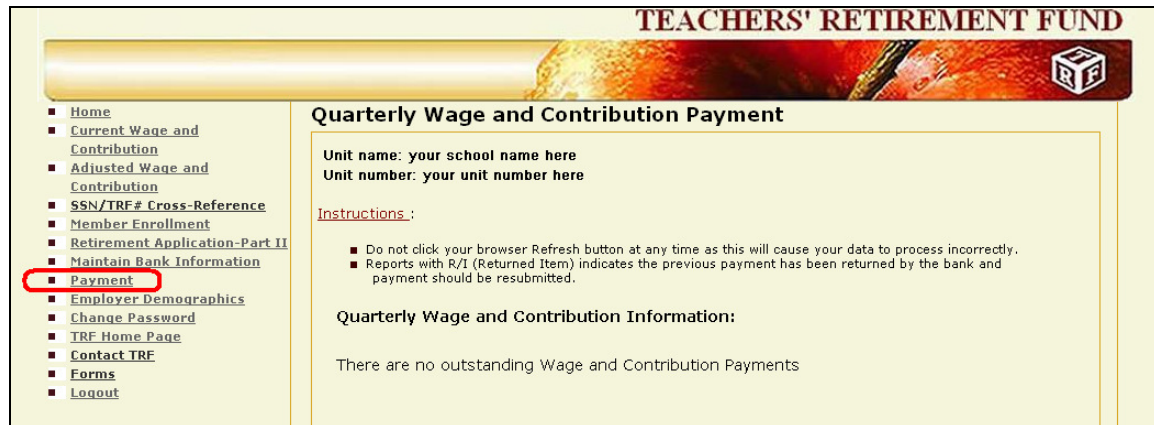 TEACHERS' RETIREMENT FUND
T
R F
Home
Current Wage and
Contribution
Adjusted Wage and
Contribution
SSN/TRF# Cross-Reference
Member Enrollment
Retirement Application-Part II
Maintain Bank Information
Payment
Employer Demographics
Change Password
TRF Home Page
Contact TRF
Forms
Logout
Quarterly Wage and Contribution Payment
Unit name: your school name here
Unit number: your unit number here
Instructions :
Do not click your browser Refresh button at any time as this will cause your data to process incorrectly.
Reports with R/I (Returned Item) indicates the previous payment has been returned by the bank and
payment should be resubmitted.
Quarterly Wage and Contribution Information:
There are no outstanding Wage and Contribution Payments